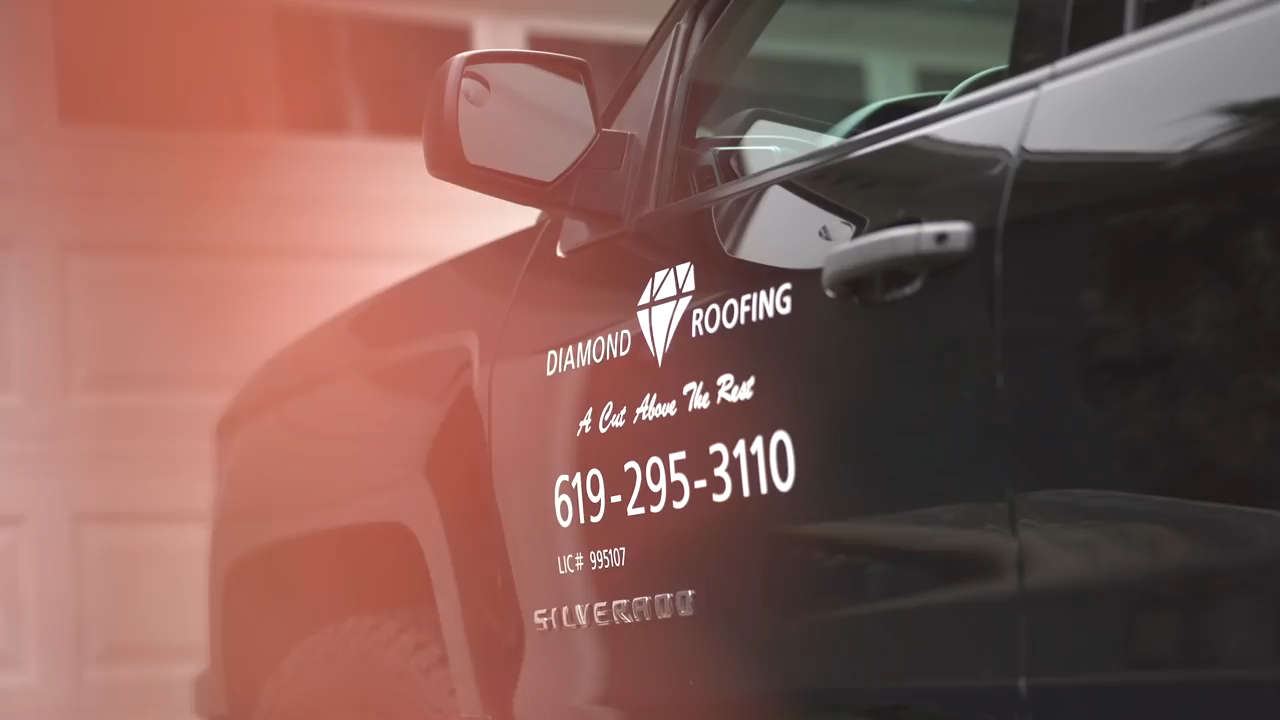 DIAMOND ROOFING
A Cut Above The Rest
619-295-3110
LIC# 995107
SILVERADO